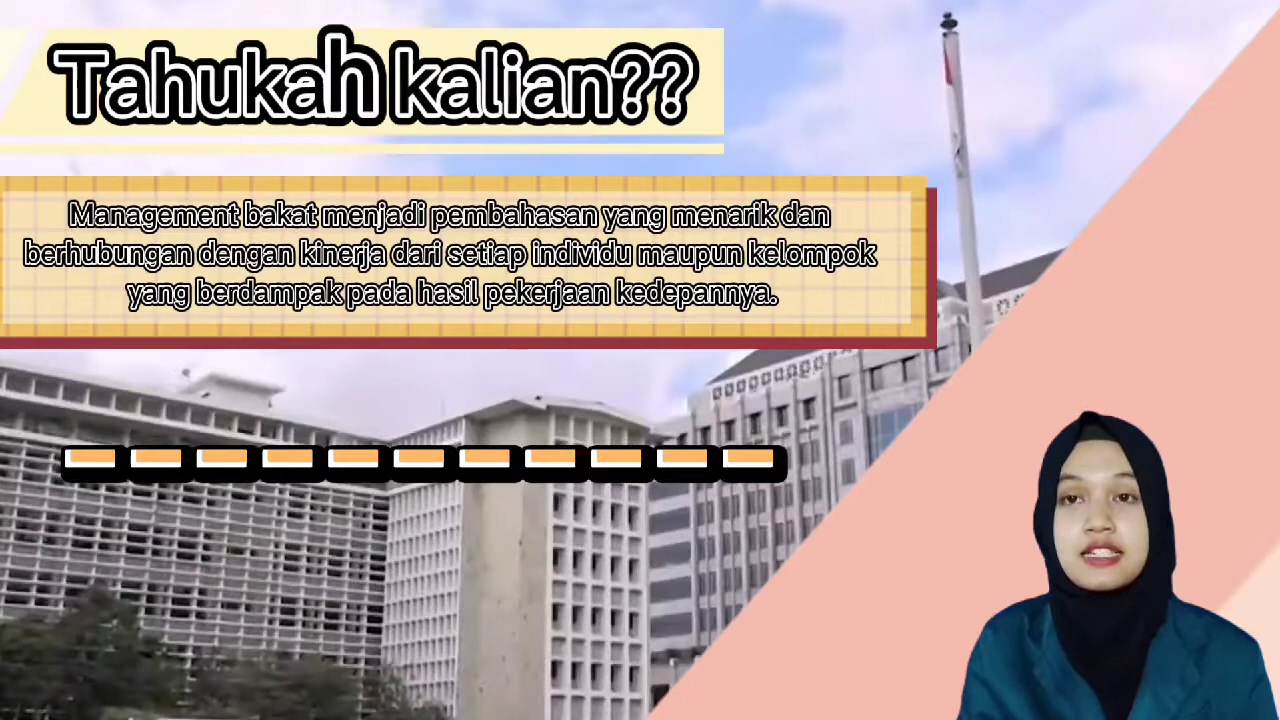 Tahukah kalian??
Management bakat menjadi pembahasan yang menarik dan
berhubungan dengan kinerja dari setiap individu maupun kelompok
yang berdampak pada hasil pekerjaan kedepannya.